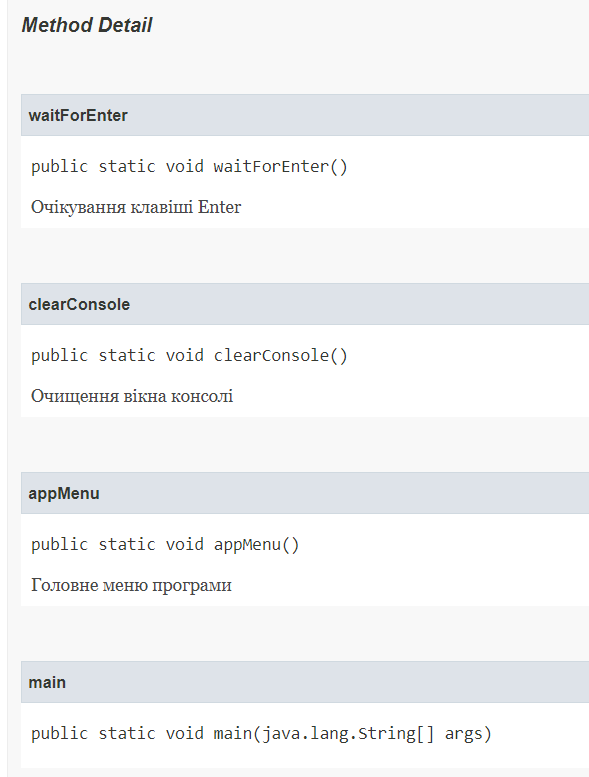 Method Detail
waitForEnter
public static void waitForEnter()
Очікування клавіші Enter
clearConsole
public static void clearConsole()
Очищення вікна консолі
appMenu
public static void appMenu()
Головне меню програми
main
public static void main(java.lang.String[] args)